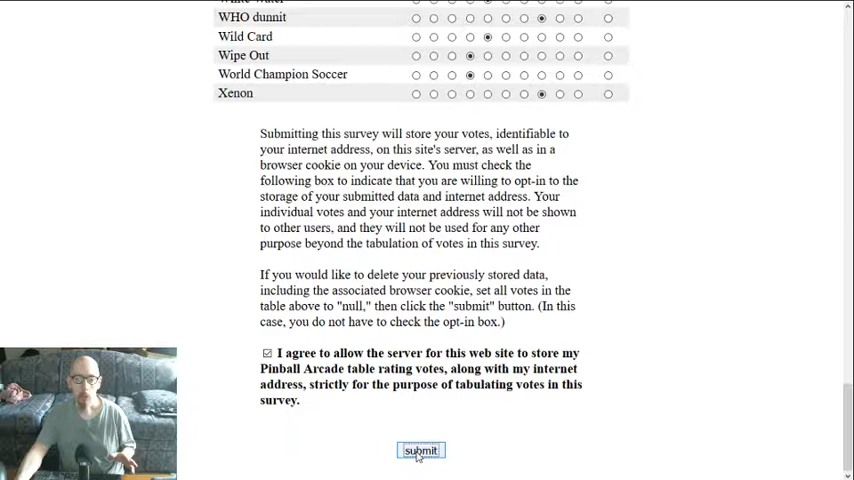 White Water
WHO dunnit
Wild Card
Wipe Out
World Champion Soccer
Xenon
Submitting this survey will store your votes, identifiable to
your internet address, on this site's server, as well as in a
browser cookie on your device. You must check the
following box to indicate that you are willing to opt-in to the
storage of your submitted data and internet address. Your
individual votes and your internet address will not be shown
to other users, and they will not be used for any other
purpose beyond the tabulation of votes in this survey.
If you would like to delete your previously stored data,
including the associated browser cookie, set all votes in the
table above to "null," then click the "submit" button. (In this
case, you do not have to check the opt-in box.)
I agree to allow the server for this web site to store my
Pinball Arcade table rating votes, along with my internet
address, strictly for the purpose of tabulating votes in this
survey.
submit